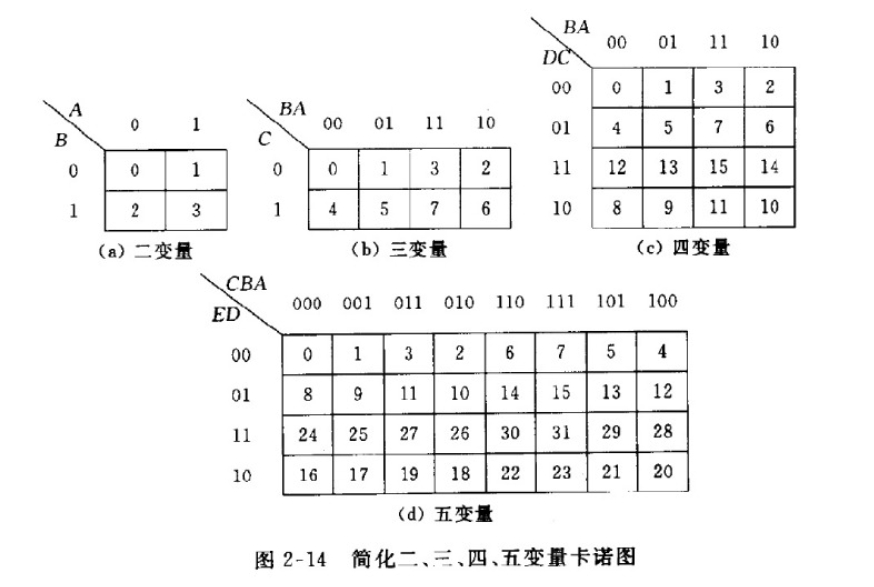 A
B
0 1
0 0 1
1 2 3
(a) 二变量
BA
C
00 01 11 10
0 0 1 3 2
1 4 5 7 6
(b) 三变量
BA
DC
00 01 11 10
00 0 1 3 2
01 4 5 7 6
11 12 13 15 14
10 8 9 11 10
(c) 四变量
CBA
ED
000 001 011 010 110 111 101 100
00 0 1 3 2 6 7 5 4
01 8 9 11 10 14 15 13 12
11 24 25 27 26 30 31 29 28
10 16 17 19 18 22 23 21 20
(d) 五变量
图 2-14 简化二、三、四、五变量卡诺图